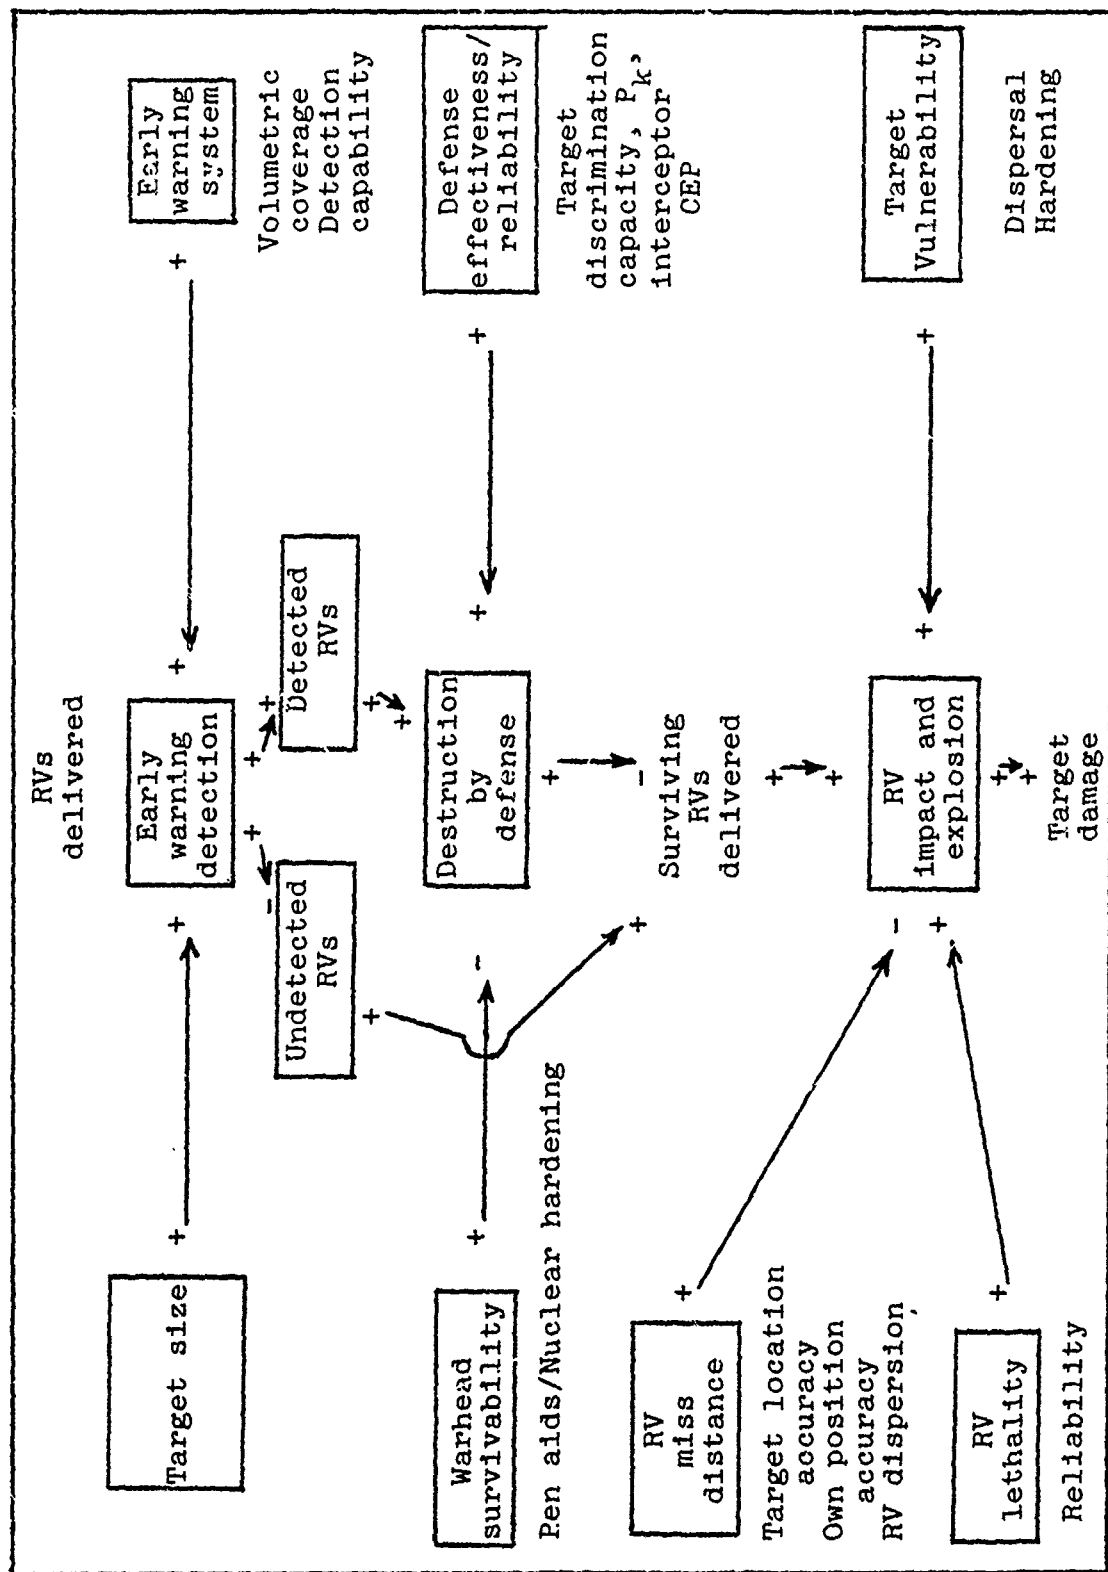 RVs
delivered
Target size
+
+
Early
warning
detection
+
+
Early
warning
system
Volumetric
coverage
Detection
capability
+
-
+
+
Undetected
RVs
Detected
RVs
+
+
+
Warhead
survivability
+
-
Pen aids/Nuclear hardening
Destruction
by
defense
+
+
Defense
effectiveness/
reliability
Target
discrimination
capacity, Pk,
interceptor
CEP
+
-
+
Surviving
RVs
delivered
+
+
RV
miss
distance
+
-
Target location
accuracy
Own position
accuracy
RV dispersion
RV
lethality
+
+
Reliability
RV
impact and
explosion
+
+
Target
Vulnerability
Dispersal
Hardening
+
+
Target
damage